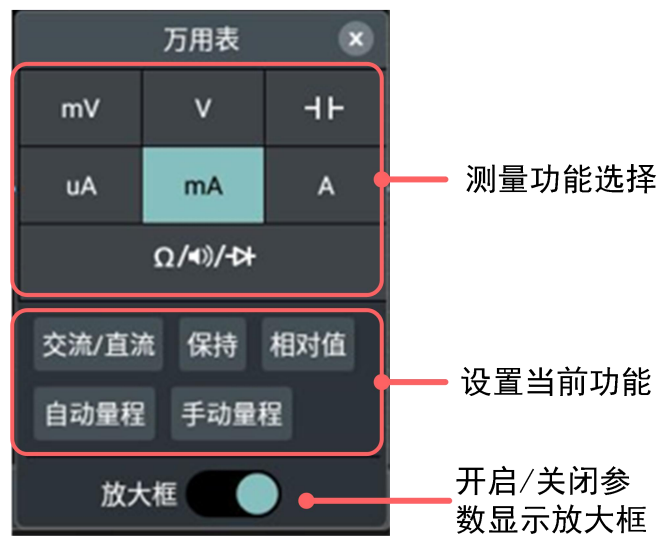 万用表
mV V
uA mA A
测量功能选择
Ω/
交流/直流 保持 相对值
设置当前功能
自动量程 手动量程
放大框
开启/关闭参
数显示放大框